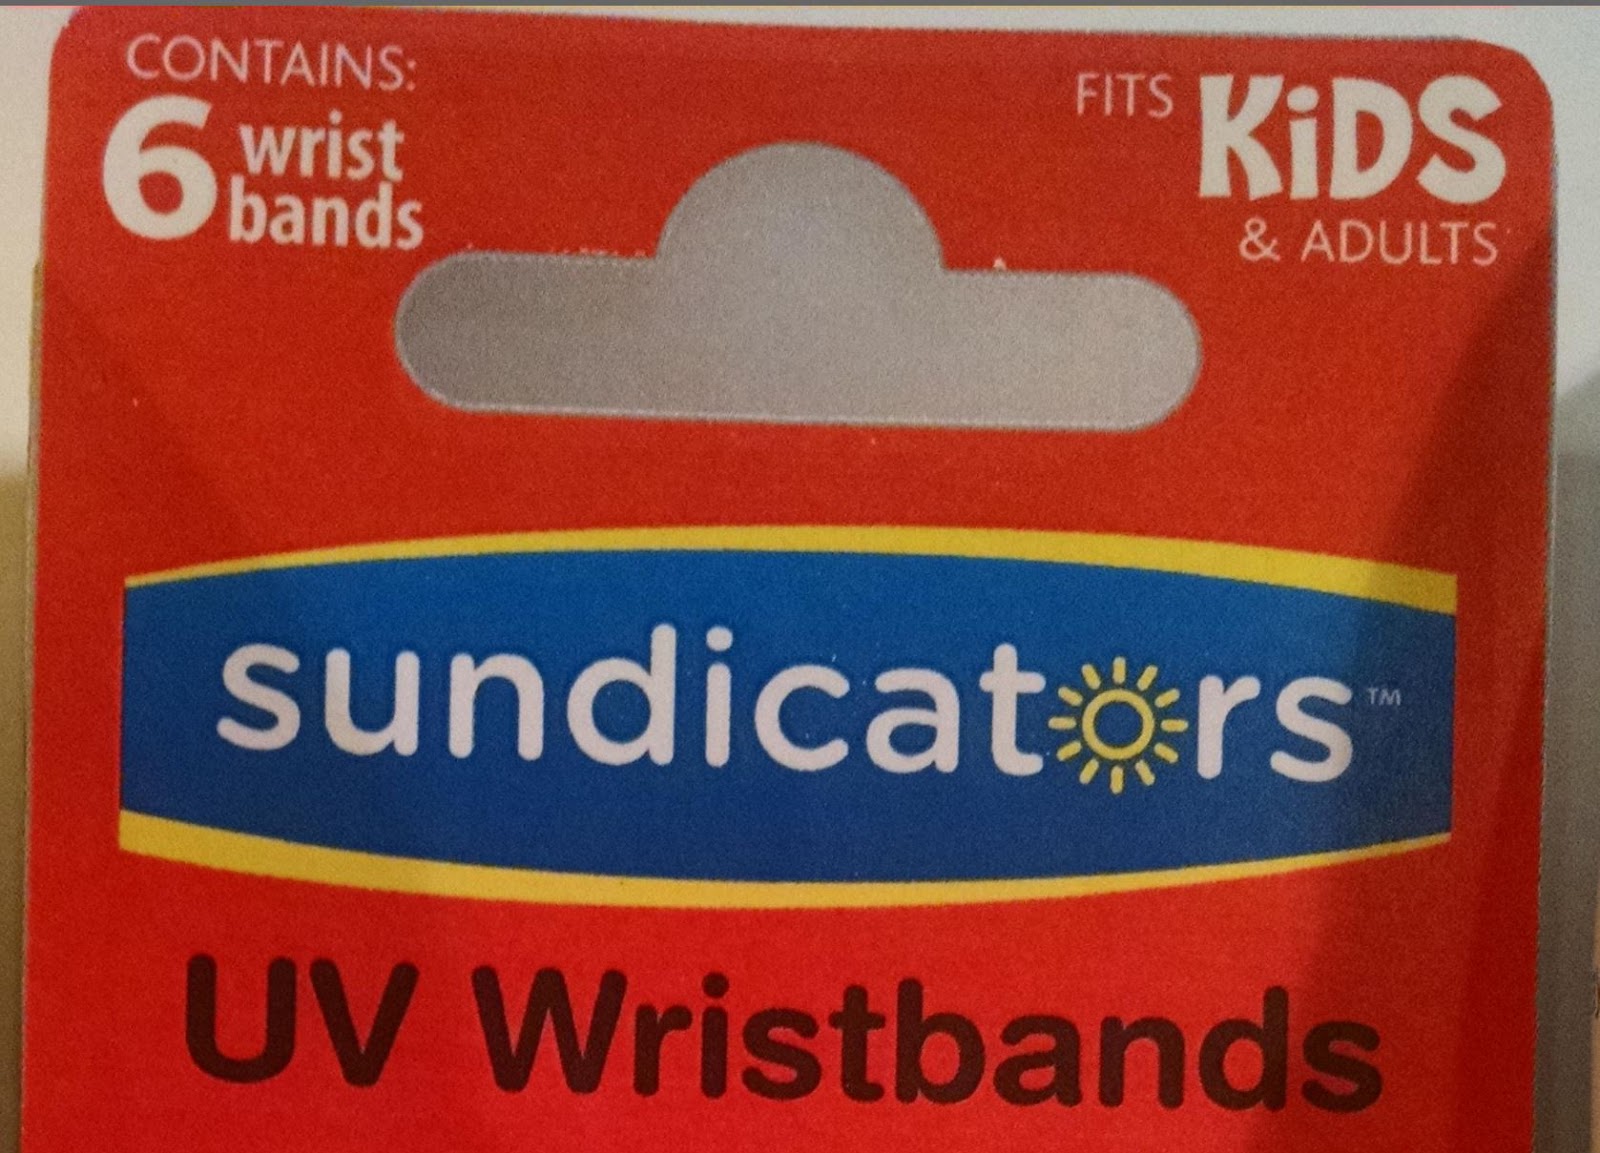 CONTAINS:
6 wrist
bands
FITS KiDS
& ADULTS
sundicators™
UV Wristbands